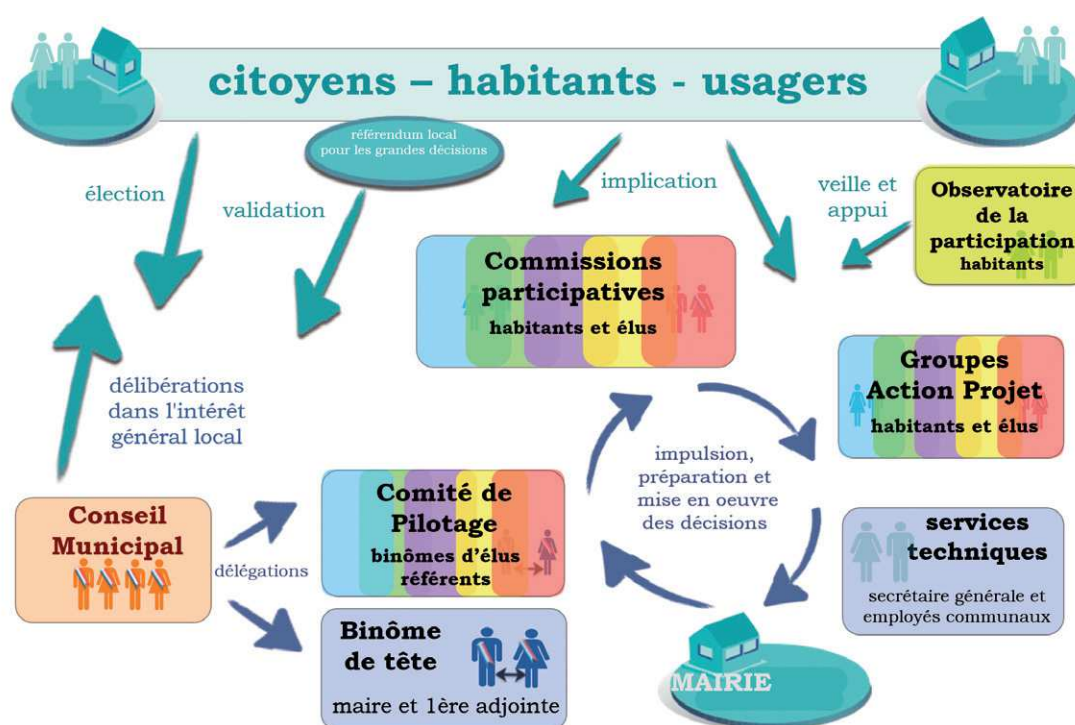 citoyens – habitants - usagers
référendum local
pour les grandes décisions
élection
validation
implication
veille et
appui
Observatoire
de la
participation
habitants
Commissions
participatives
habitants et élus
délibérations
dans l'intérêt
général local
Groupes
Action Projet
habitants et élus
impulsion,
préparation et
mise en oeuvre
des décisions
Conseil
Municipal
délégations
Comité de
Pilotage
binômes d'élus
référents
services
techniques
secrétaire générale et
employés communaux
Binôme
de tête
maire et 1ère adjointe
MAIRIE